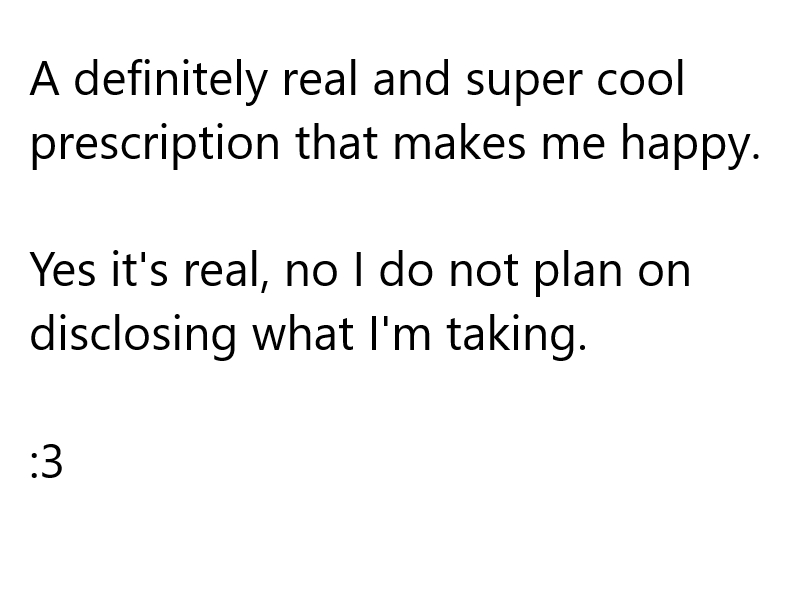 A definitely real and super cool
prescription that makes me happy.
Yes it's real, no I do not plan on
disclosing what I'm taking.
:3